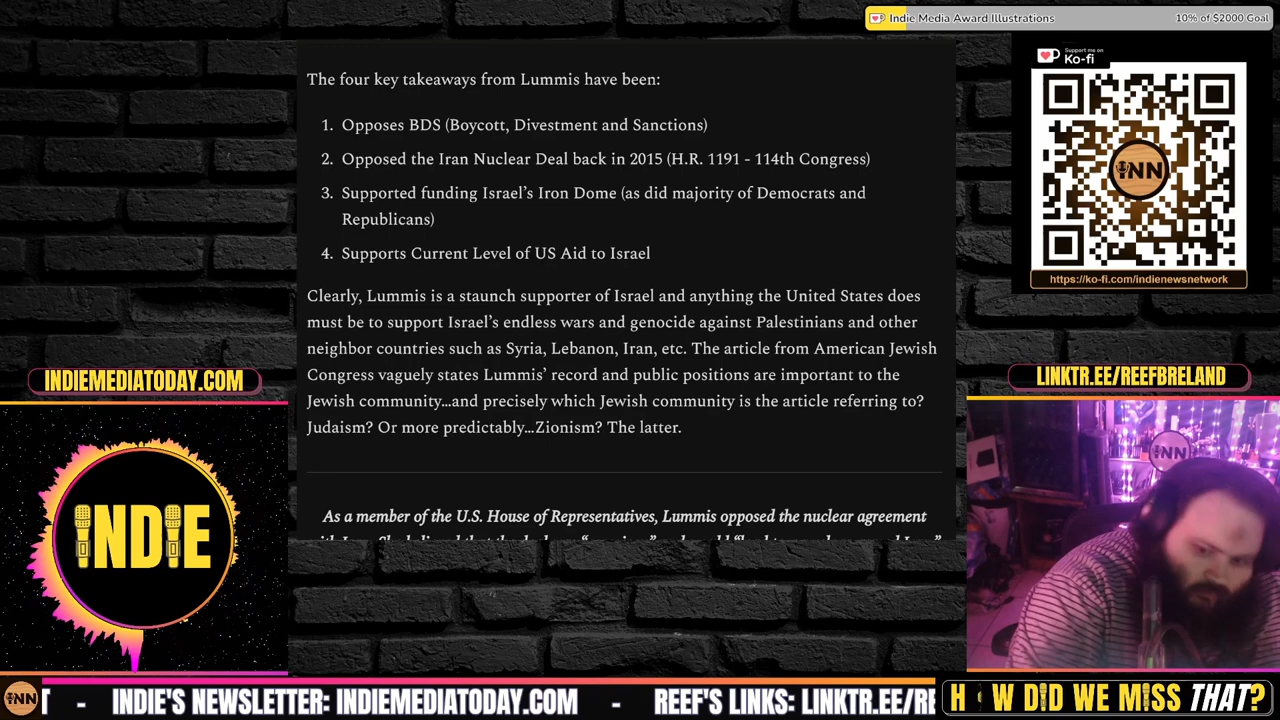 Indie Media Award Illustrations
10% of $2000 Goal
The four key takeaways from Lummis have been:
1. Opposes BDS (Boycott, Divestment and Sanctions)
2. Opposed the Iran Nuclear Deal back in 2015 (H.R. 1191 - 114th Congress)
3. Supported funding Israel's Iron Dome (as did majority of Democrats and
Republicans)
4. Supports Current Level of US Aid to Israel
Clearly, Lummis is a staunch supporter of Israel and anything the United States does
must be to support Israel's endless wars and genocide against Palestinians and other
neighbor countries such as Syria, Lebanon, Iran, etc. The article from American Jewish
Congress vaguely states Lummis' record and public positions are important to the
Jewish community...and precisely which Jewish community is the article referring to?
Judaism? Or more predictably...Zionism? The latter.
As a member of the U.S. House of Representatives, Lummis opposed the nuclear agreement
Support me on
Ko-fi
INN
https://ko-fi.com/indienewsnetwork
INDIEMEDIATODAY.COM
LINKTR.EE/REEFBRELAND
INDIE
INN
INN
T - INDIE'S NEWSLETTER: INDIEMEDIATODAY.COM - REEF'S LINKS: LINKTR.EE/RE
HOW DID WE MISS THAT?